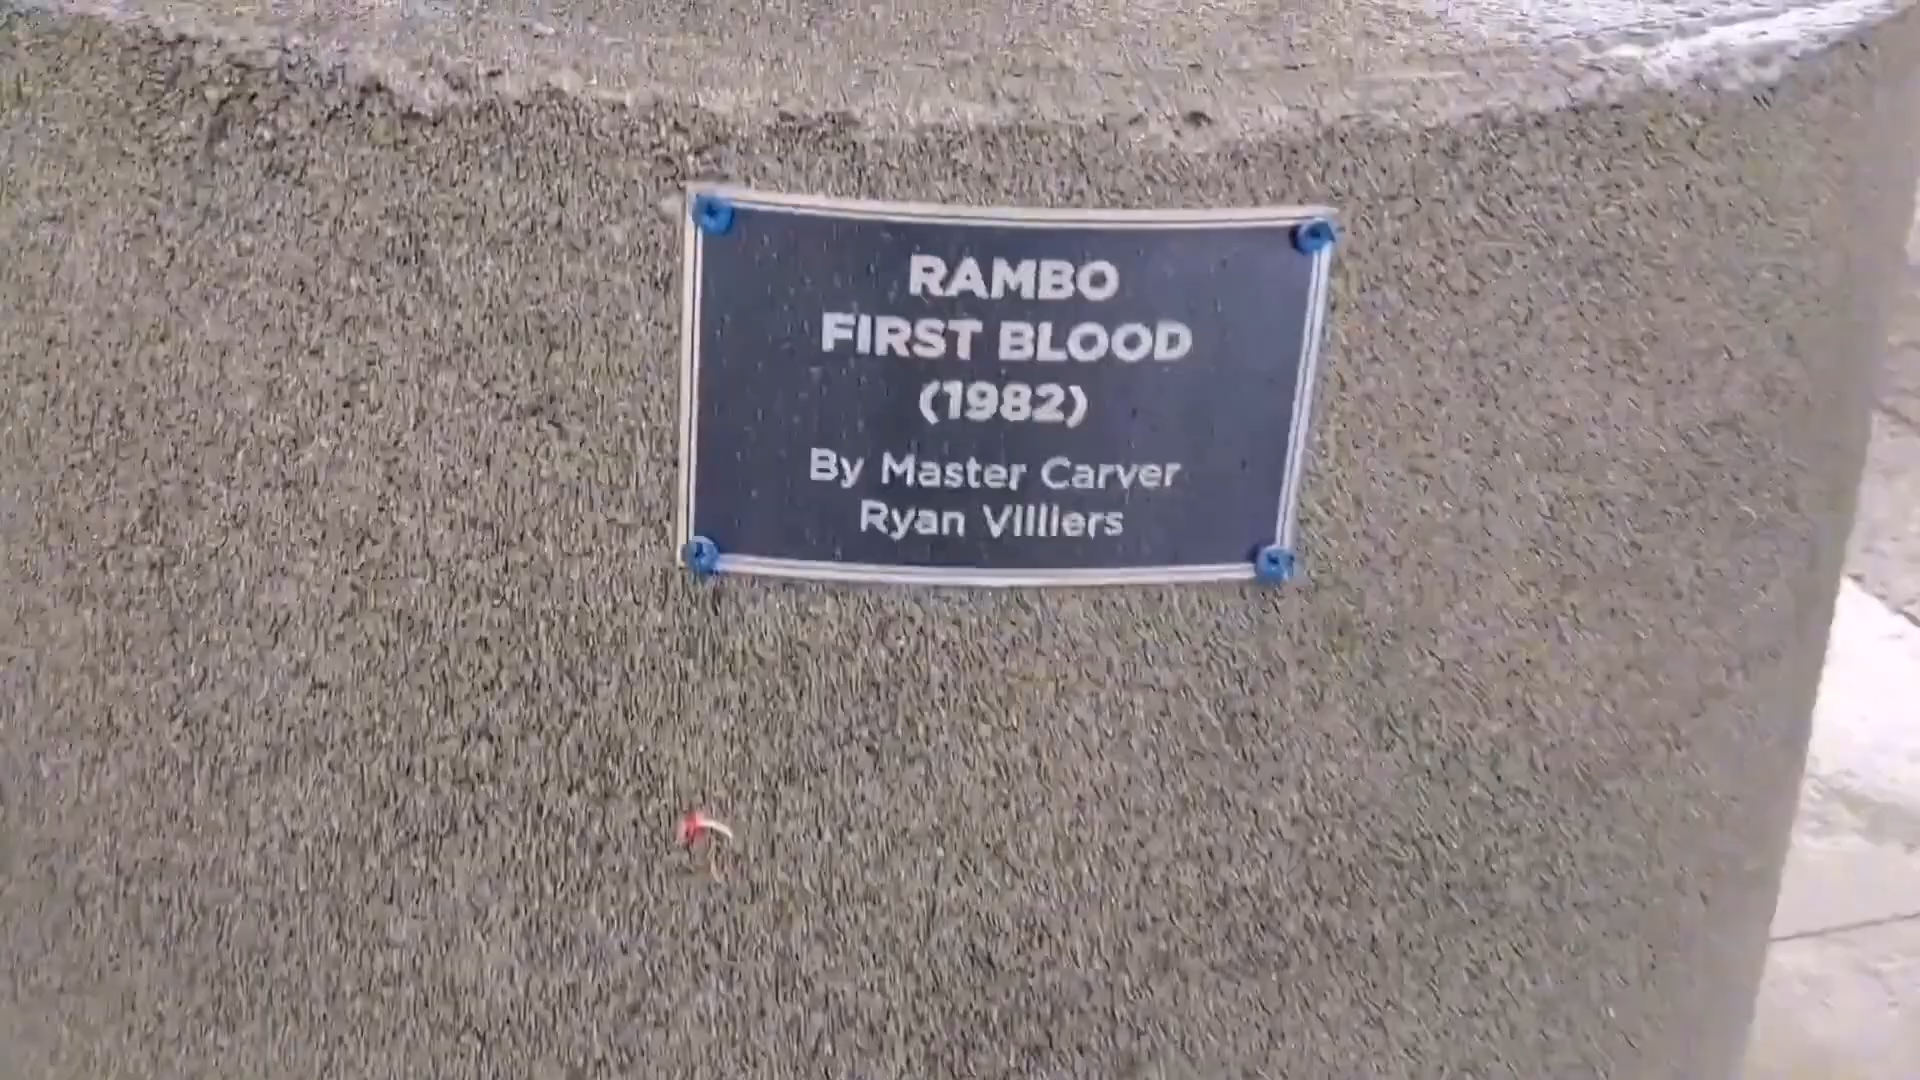 RAMBO
FIRST BLOOD
(1982)
By Master Carver
Ryan Villiers